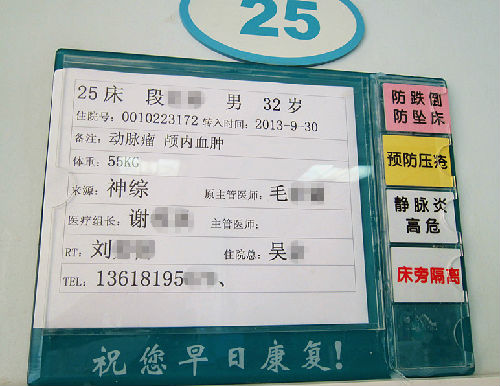 25
25床 段 男 32岁
住院号: 0010223172 转入时间: 2013-9-30
备注: 动脉瘤 颅内血肿
体重: 55KG
来源: 神综 原主管医师: 毛
医疗组长: 谢 主管医师:
RT: 刘 住院总: 吴
TEL: 13618195 、
防跌倒
防坠床
预防压疮
静脉炎
高危
床旁隔离
祝您早日康复!